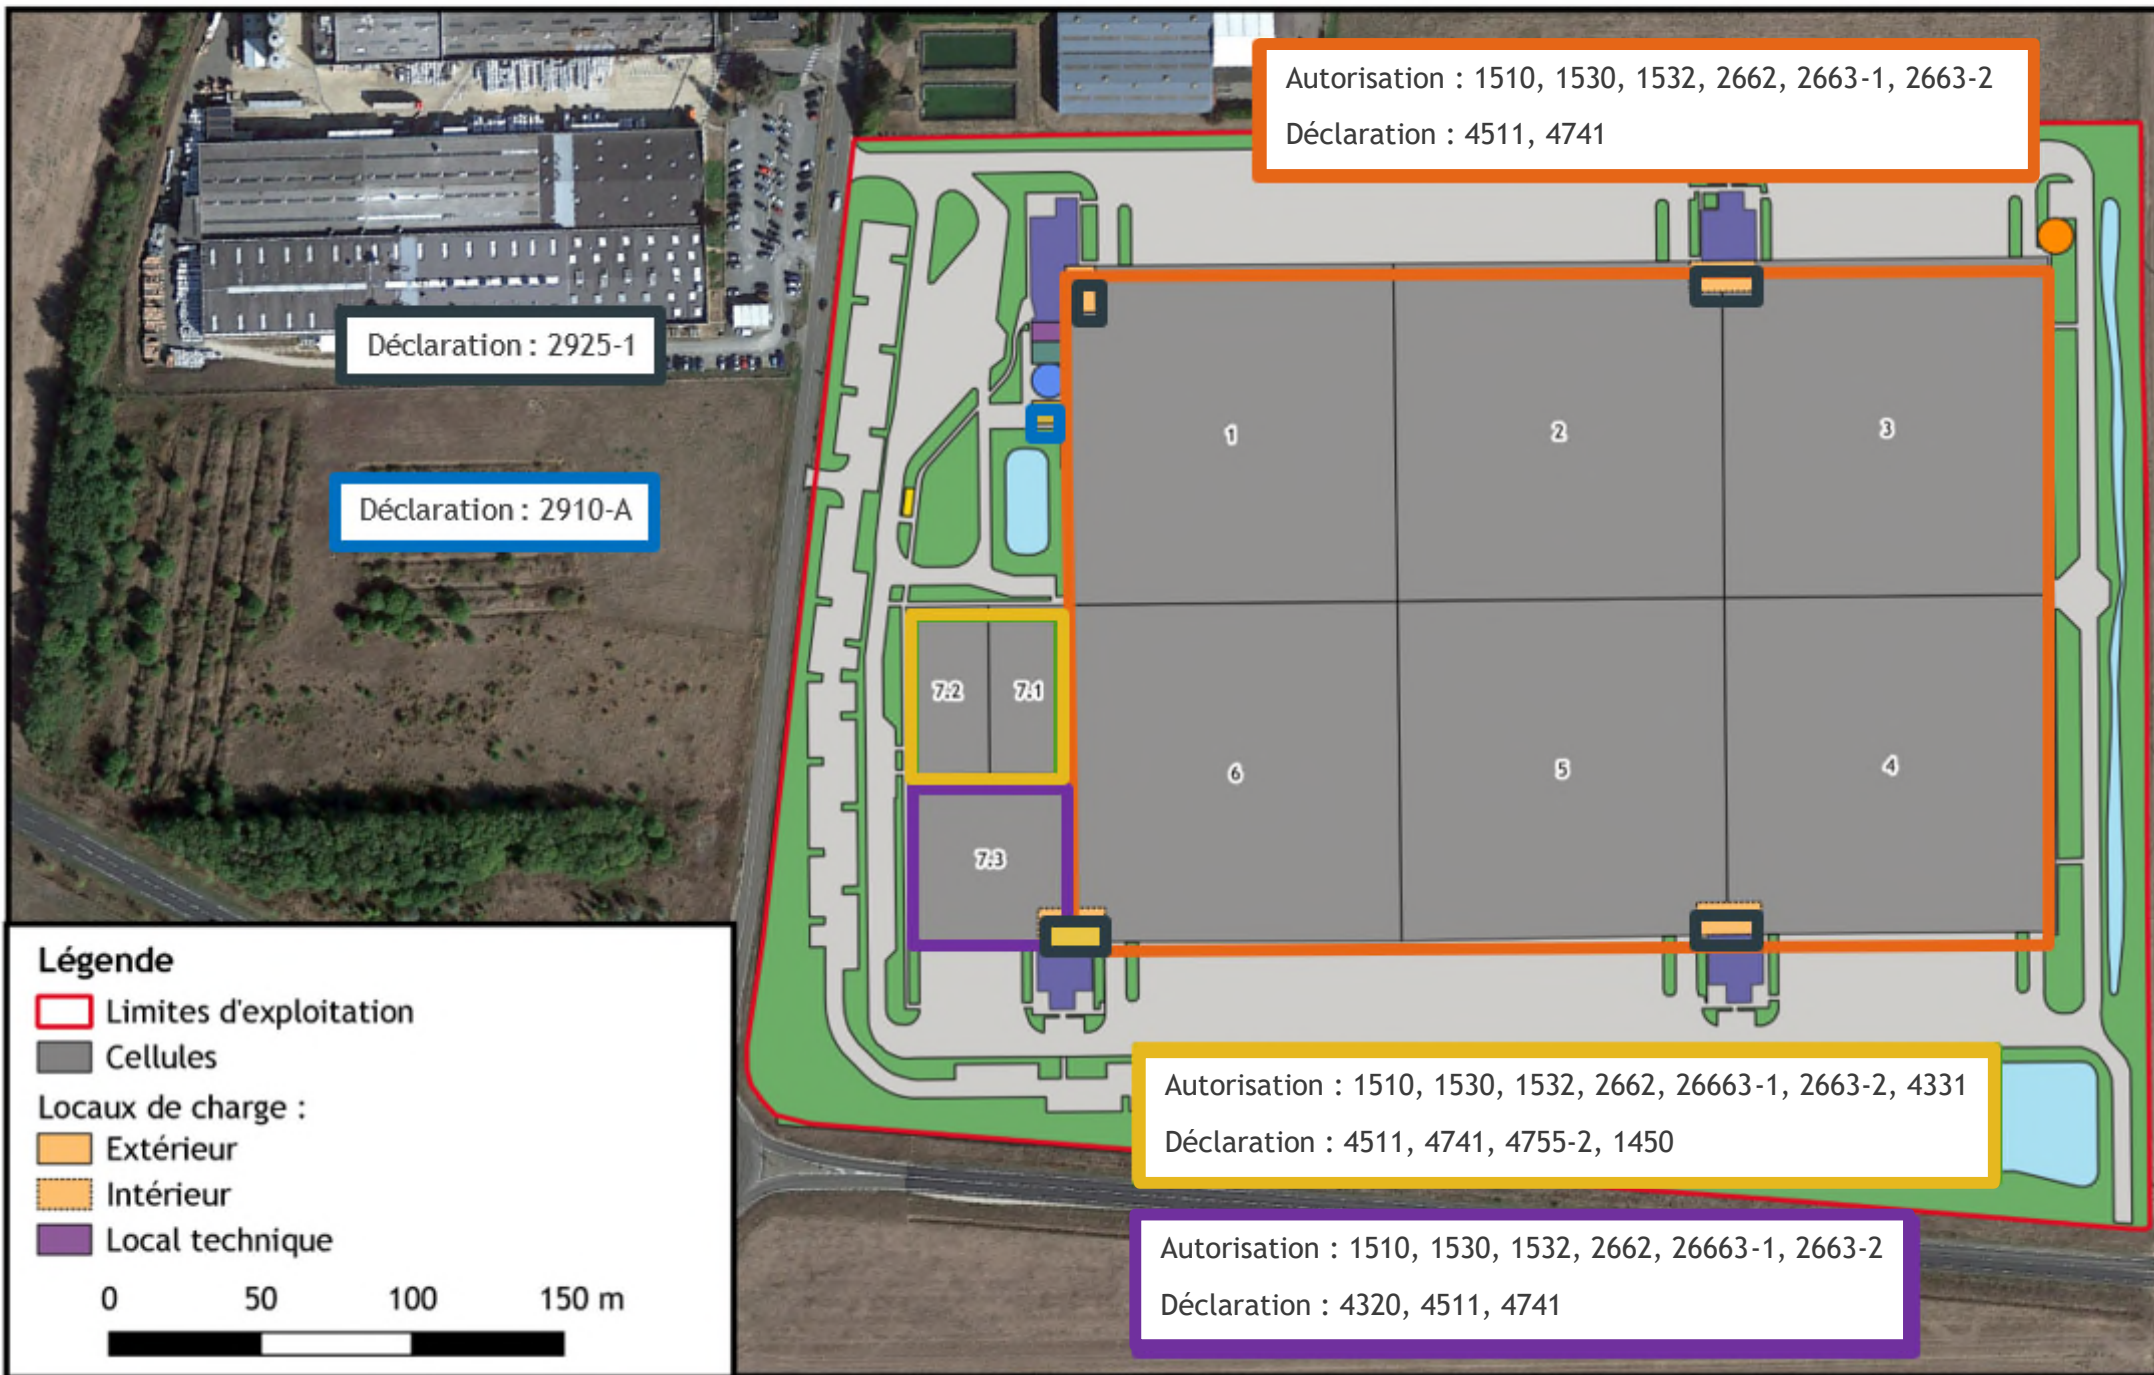 Autorisation : 1510, 1530, 1532, 2662, 2663-1, 2663-2
Déclaration : 4511, 4741
Déclaration : 2925-1
Déclaration : 2910-A
1
2
3
7.2
7.1
6
5
4
7.3
Légende
Limites d'exploitation
Cellules
Locaux de charge :
Extérieur
Intérieur
Local technique
0 50 100 150 m
Autorisation : 1510, 1530, 1532, 2662, 26663-1, 2663-2, 4331
Déclaration : 4511, 4741, 4755-2, 1450
Autorisation : 1510, 1530, 1532, 2662, 26663-1, 2663-2
Déclaration : 4320, 4511, 4741